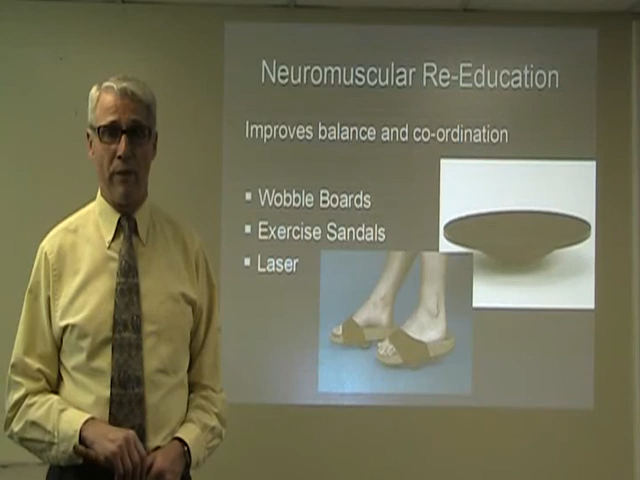 Neuromuscular Re-Education
Improves balance and co-ordination
▪ Wobble Boards
▪ Exercise Sandals
▪ Laser